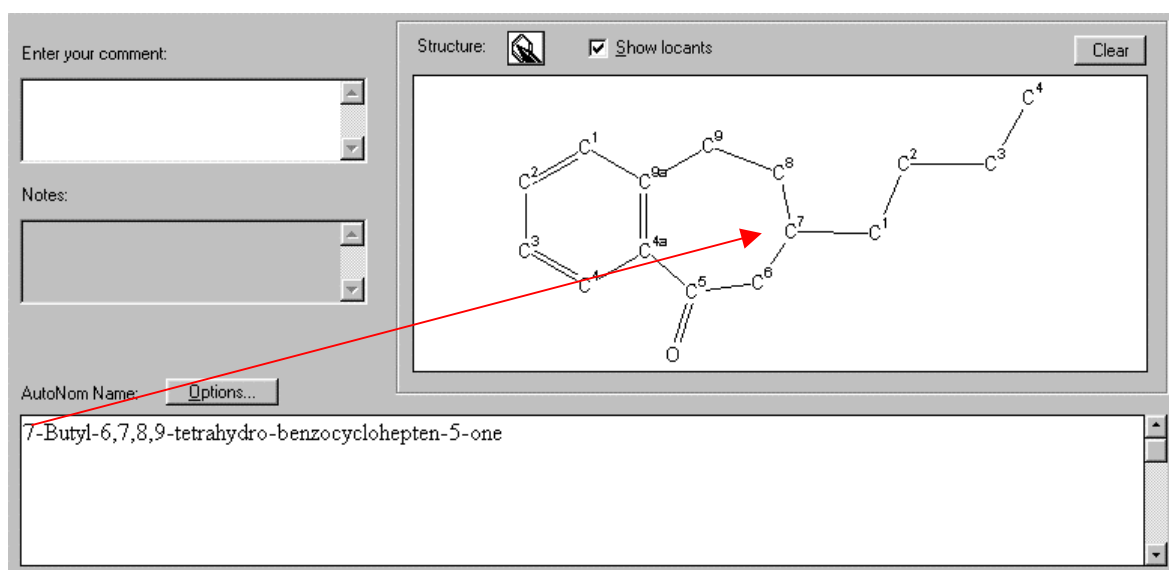 Enter your comment:
Notes:
Structure:
Show locants
Clear
C1
C2
C3
C4
C4a
C9a
C9
C8
C7
C6
C5
O
C1
C2
C3
C4
AutoNom Name:
Options...
7-Butyl-6,7,8,9-tetrahydro-benzocyclohepten-5-one